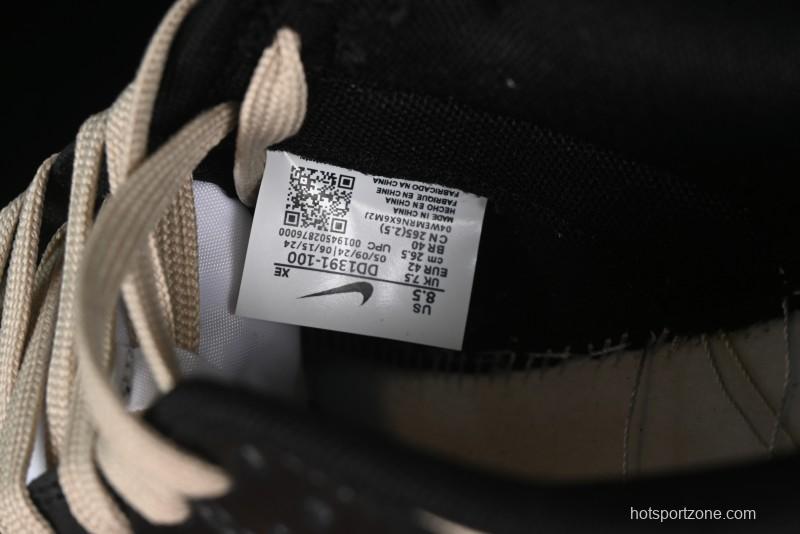 US
8.5
UK 7.5
EUR 42
cm 26.5
BR 40
CN 265(2.5)
04WEMRN6X6M2J
MADE IN CHINA
HECHO EN CHINA
FABRIQUE EN CHINE
FABRICADO NA CHINA
XE
DD1391-100
05/09/24|06/15/24
UPC 00194502876000
hotsportzone.com